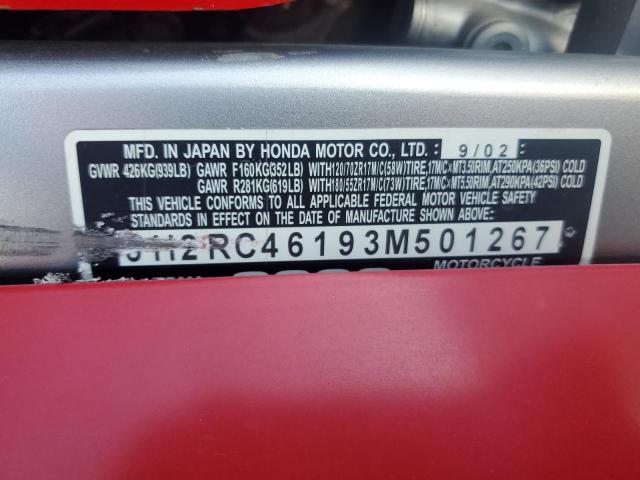 MFD. IN JAPAN BY HONDA MOTOR CO., LTD. 9/02
GVWR 426KG(939LB) GAWR F160KG(352LB) WITH120/70ZR17M/C(58W)TIRE,17M/C×MT3.50RIM,AT250KPA(36PSI) COLD
GAWR R281KG(619LB) WITH180/55ZR17M/C(73W)TIRE,17M/C×MT5.50RIM,AT290KPA(42PSI) COLD
THIS VEHICLE CONFORMS TO ALL APPLICABLE FEDERAL MOTOR VEHICLE SAFETY
STANDARDS IN EFFECT ON THE DATE OF MANUFACTURE SHOWN ABOVE.
JH2RC46193M501267
MOTORCYCLE